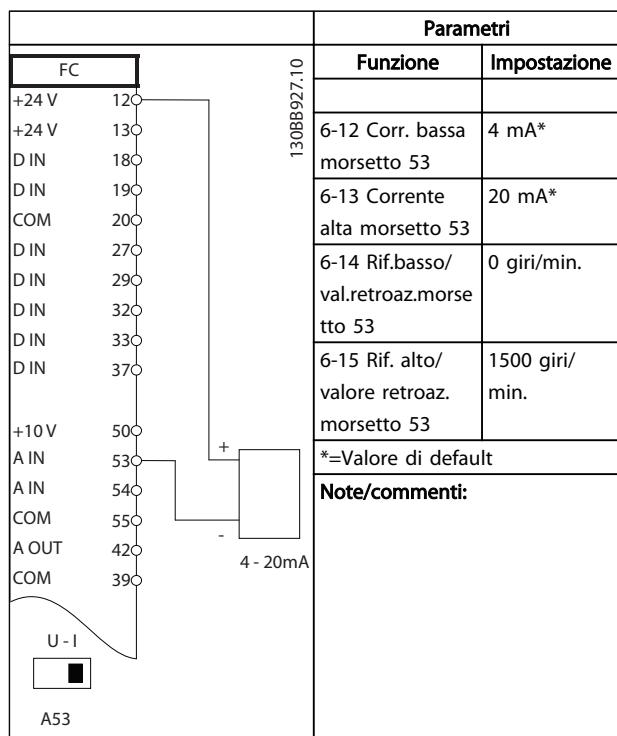 FC
+24 V 12
+24 V 13
D IN 18
D IN 19
COM 20
D IN 27
D IN 29
D IN 32
D IN 33
D IN 37
+10 V 50
A IN 53
A IN 54
COM 55
A OUT 42
COM 39
+
-
4 - 20mA
U - I
A53
130BB927.10
Parametri
Funzione Impostazione
6-12 Corr. bassa 4 mA*
morsetto 53
6-13 Corrente 20 mA*
alta morsetto 53
6-14 Rif.basso/ 0 giri/min.
val.retroaz.morse
tto 53
6-15 Rif. alto/ 1500 giri/
valore retroaz. min.
morsetto 53
*=Valore di default
Note/commenti: